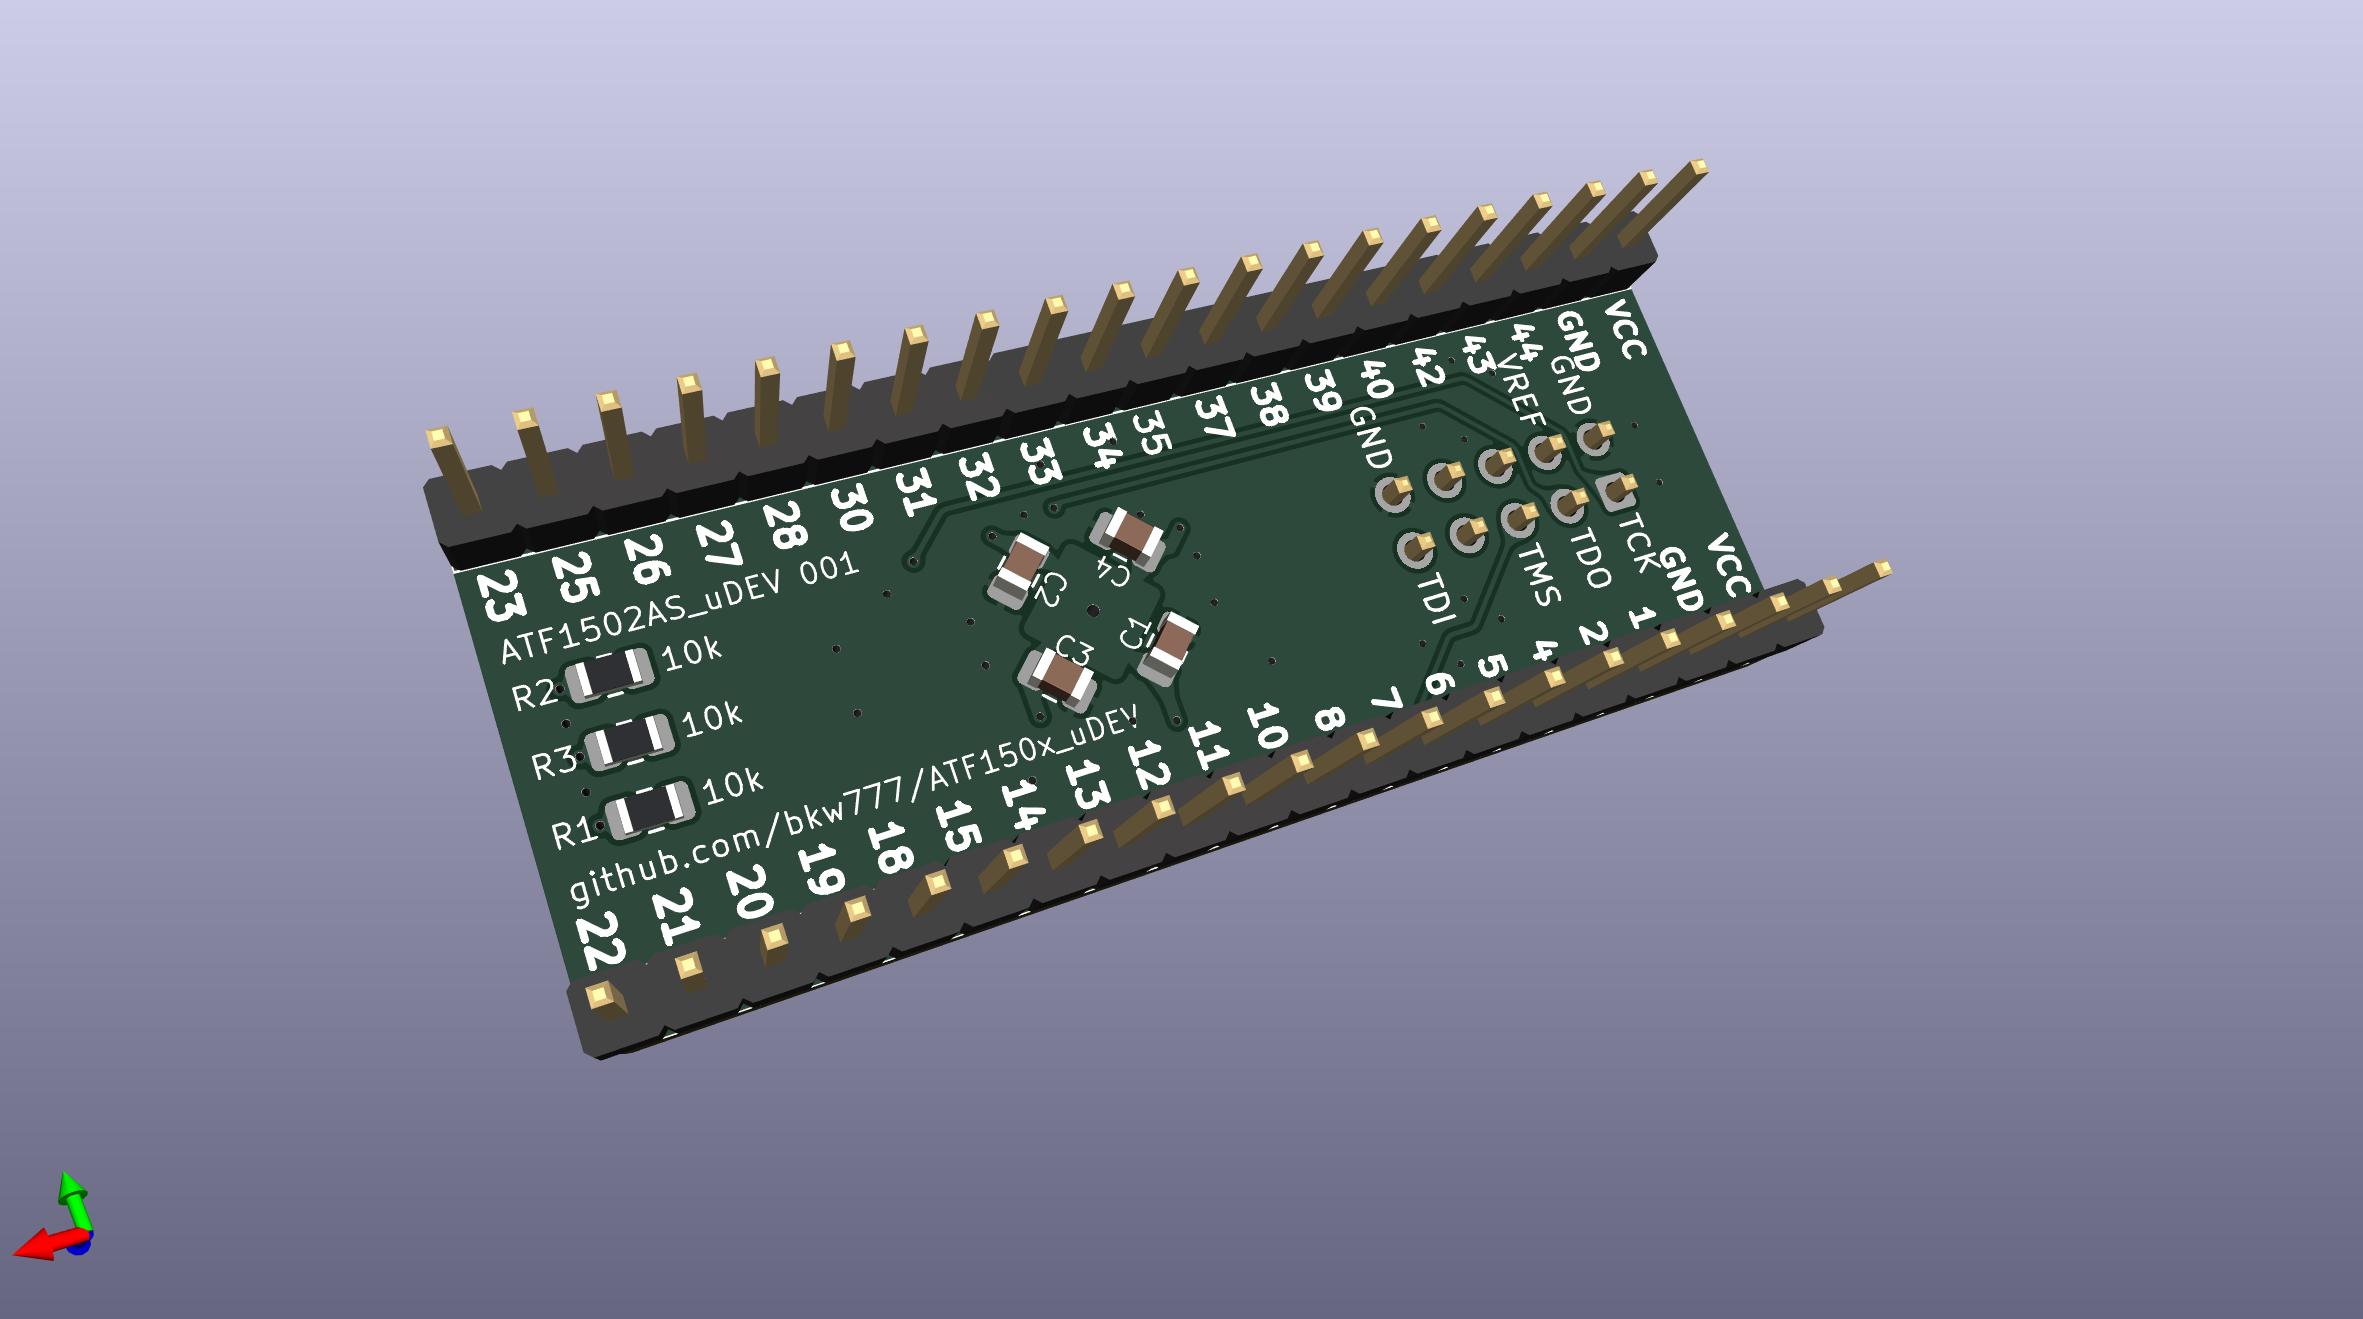 23 25 26 27 28 30 31 32 33 34 35 37 38 39 40 42 43 44 GND VCC
GND VREF GND
ATF1502AS_uDEV 001
R2 10k
R3 10k
R1 10k
C2 C4
C3 C1
TDI TMS TDO TCK
github.com/bkw777/ATF150x_uDEV
22 21 20 19 18 15 14 13 12 11 10 8 7 6 5 4 2 1 GND VCC